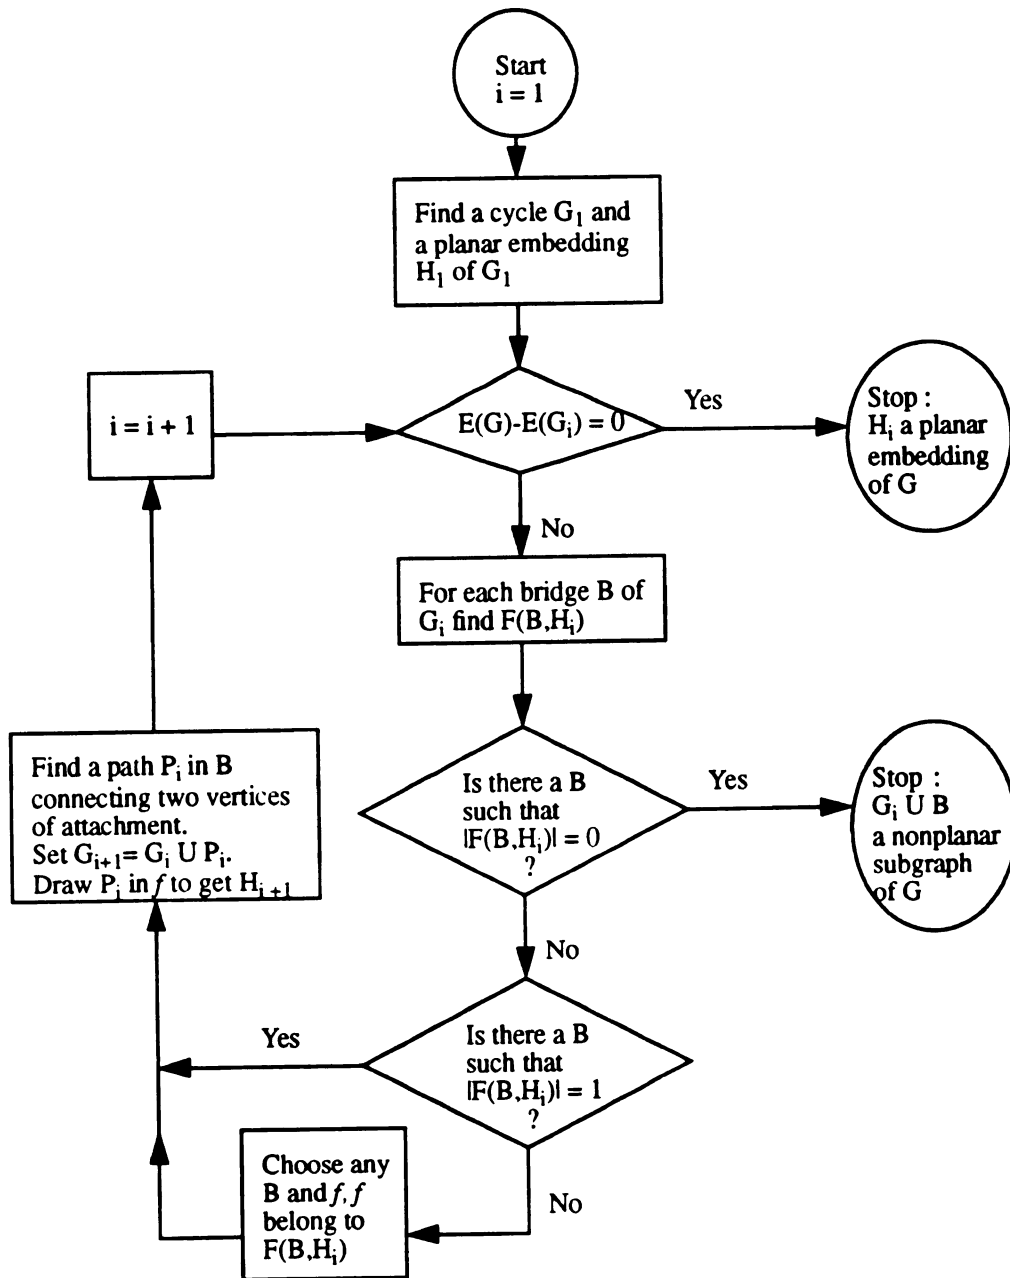 Start
i = 1
Find a cycle G₁ and
a planar embedding
H₁ of G₁
i = i + 1
E(G)-E(Gᵢ) = 0
Yes
Stop :
Hᵢ a planar
embedding
of G
No
For each bridge B of
Gᵢ find F(B,Hᵢ)
Find a path Pᵢ in B
connecting two vertices
of attachment.
Set Gᵢ₊₁= Gᵢ U Pᵢ.
Draw Pᵢ in f to get Hᵢ₊₁
Is there a B
such that
|F(B,Hᵢ)| = 0
?
Yes
Stop :
Gᵢ U B
a nonplanar
subgraph
of G
No
Is there a B
such that
|F(B,Hᵢ)| = 1
?
Yes
No
Choose any
B and f, f
belong to
F(B,Hᵢ)